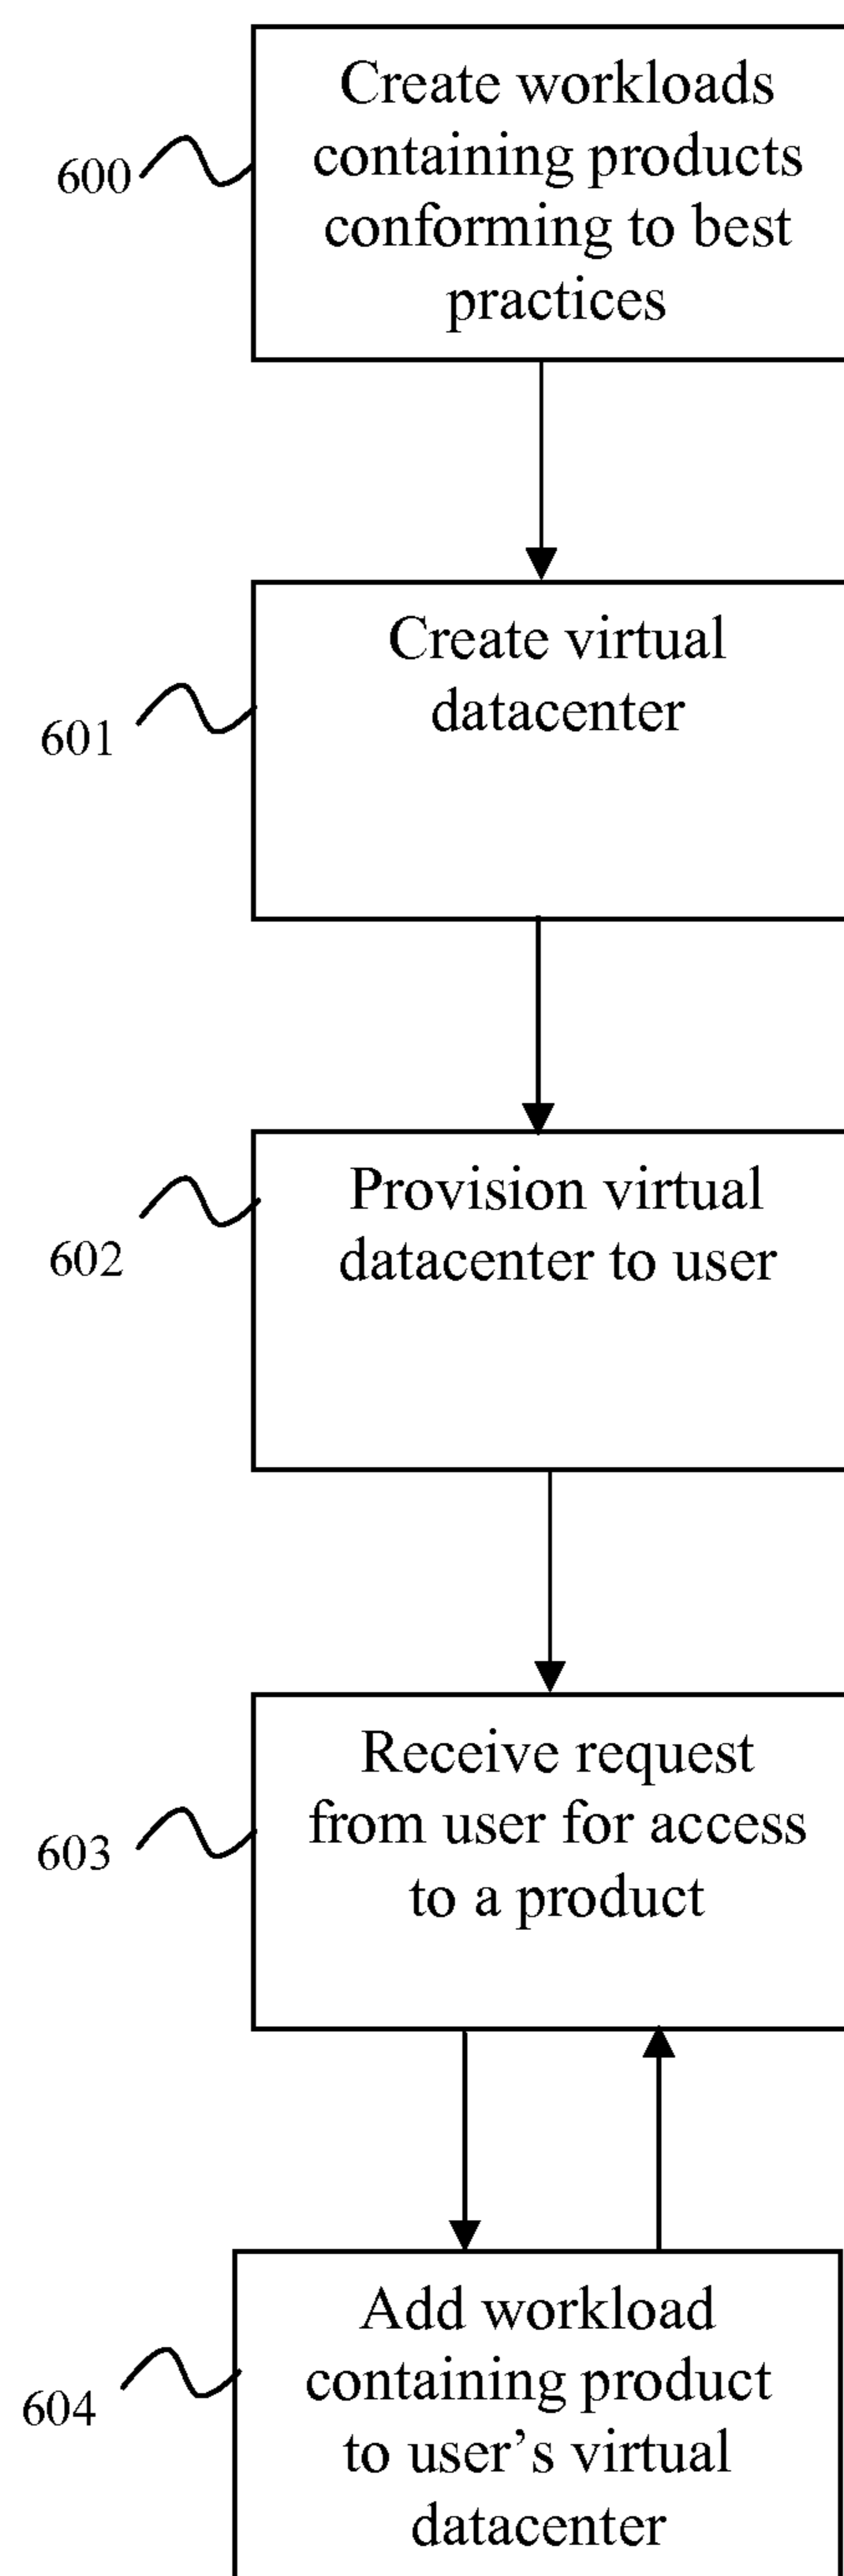 Create workloads
containing products
conforming to best
practices
600
Create virtual
datacenter
601
Provision virtual
datacenter to user
602
Receive request
from user for access
to a product
603
Add workload
containing product
to user’s virtual
datacenter
604